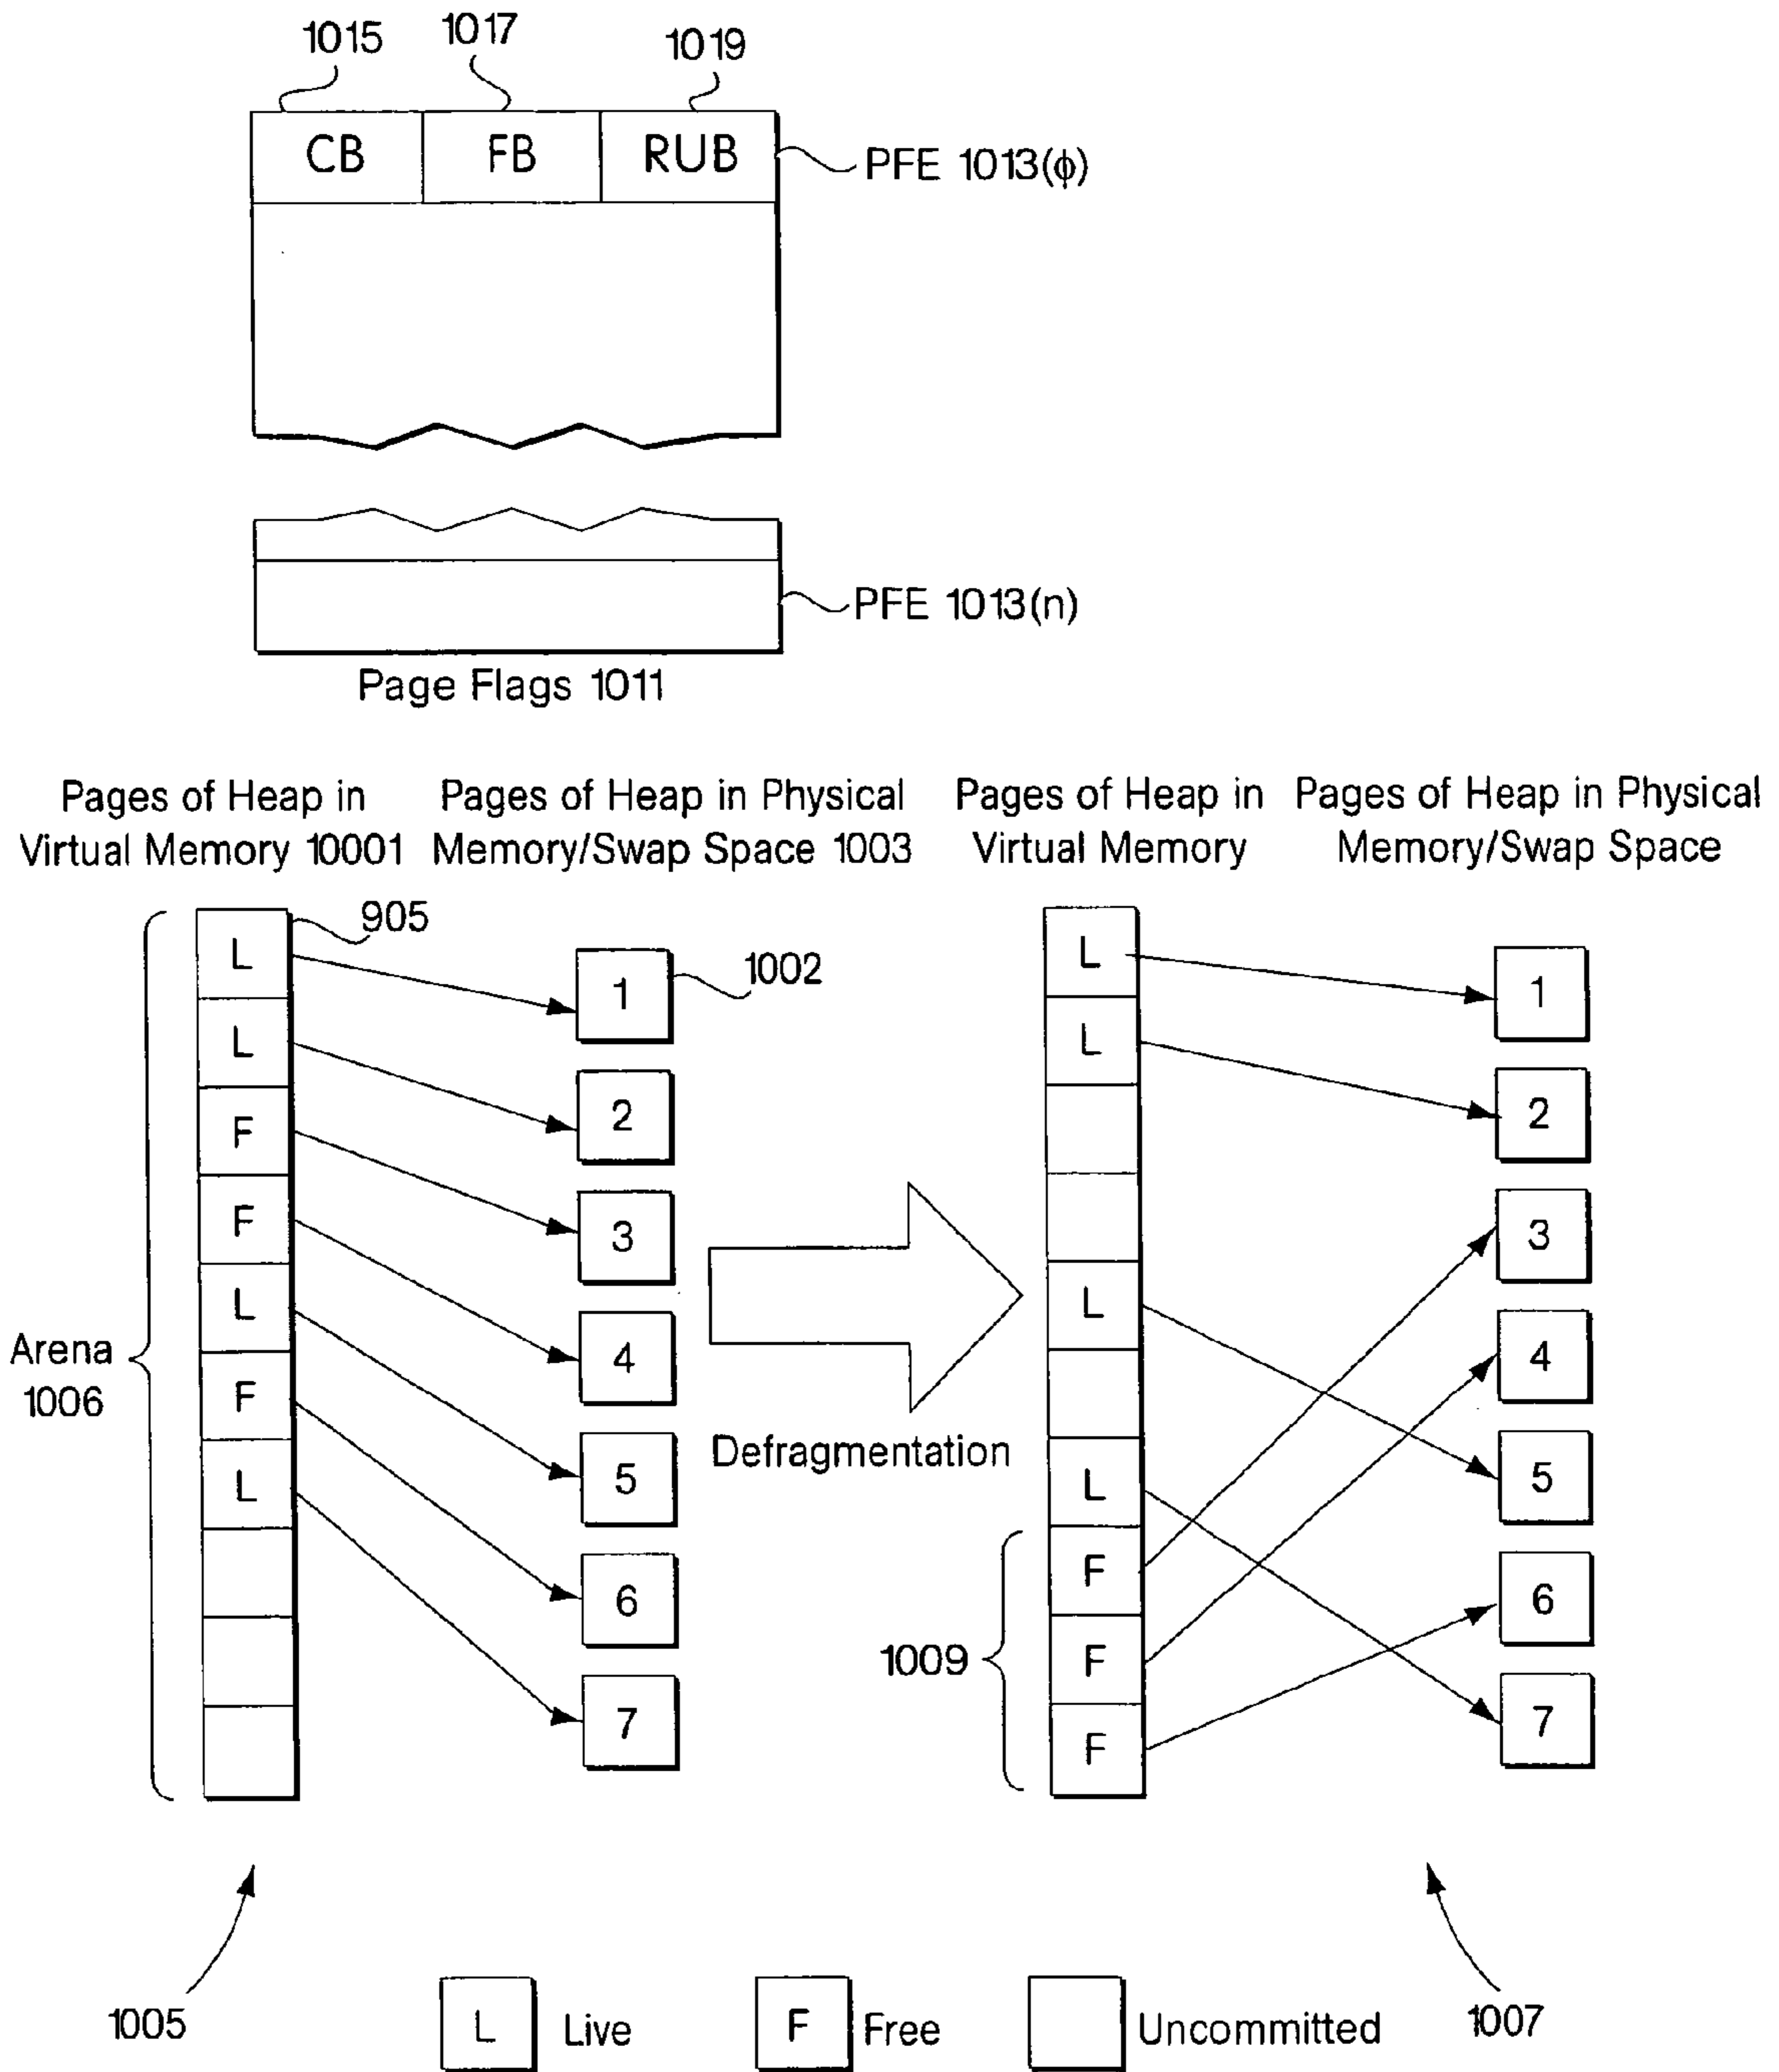 1015 1017 1019
CB FB RUB PFE 1013(ϕ)
PFE 1013(n)
Page Flags 1011
Pages of Heap in
Virtual Memory 10001
Pages of Heap in Physical
Memory/Swap Space 1003
Pages of Heap in
Virtual Memory
Pages of Heap in Physical
Memory/Swap Space
905
1002
Arena
1006
L
L
F
F
L
F
L
1
2
3
4
5
6
7
Defragmentation
L
L
L
L
F
F
F
1009
1
2
3
4
5
6
7
1005
1007
L Live F Free Uncommitted